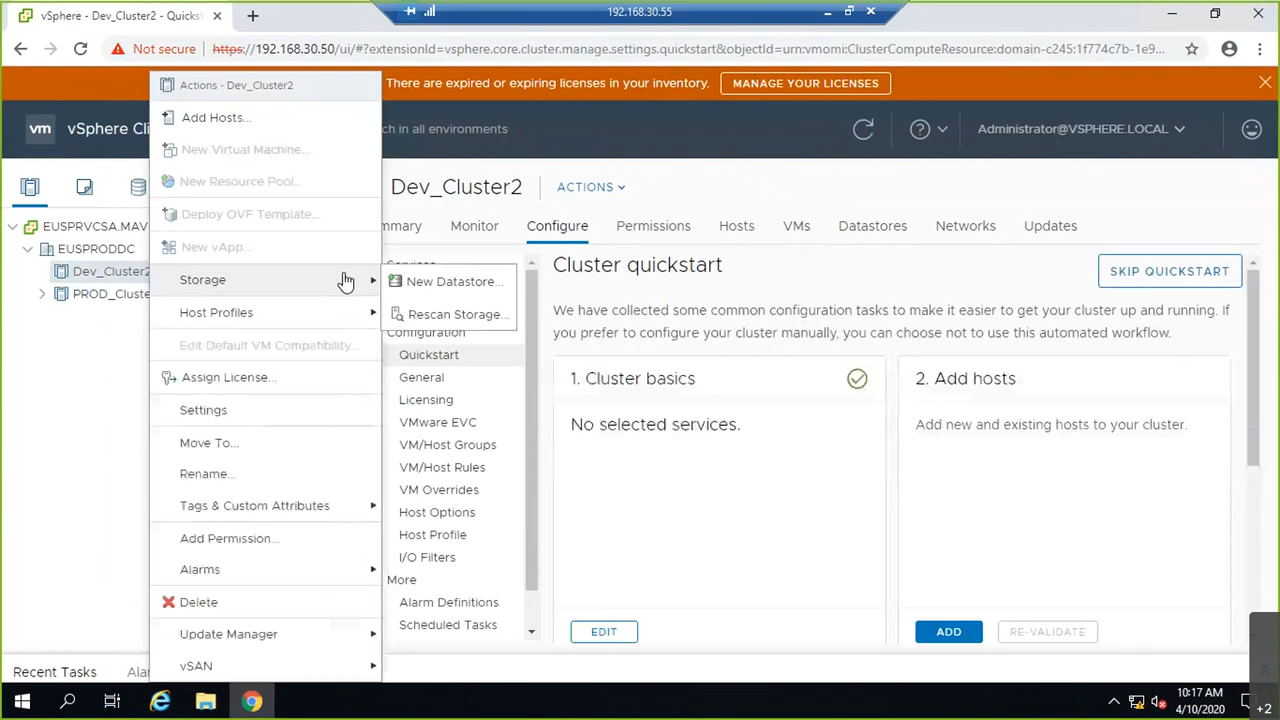 vSphere - Dev_Cluster2 - Quickst
192.168.30.55
Not secure
https://192.168.30.50/ui/#?extensionId=vsphere.core.cluster.manage.settings.quickstart&objectId=urn:vmomi:ClusterComputeResource:domain-c245:1f774c7b-1e9...
There are expired or expiring licenses in your inventory.
MANAGE YOUR LICENSES
vm
vSphere Cli
ch in all environments
Administrator@VSPHERE.LOCAL
EUSPRVCSA.MAV
EUSPRODDC
Dev_Cluster2
PROD_Cluste
Actions - Dev_Cluster2
Add Hosts...
New Virtual Machine...
New Resource Pool...
Deploy OVF Template...
New vApp...
Storage
Host Profiles
Edit Default VM Compatibility...
Assign License...
Settings
Move To...
Rename...
Tags & Custom Attributes
Add Permission...
Alarms
Delete
Update Manager
vSAN
New Datastore...
Rescan Storage...
Dev_Cluster2
ACTIONS
mmary
Monitor
Configure
Permissions
Hosts
VMs
Datastores
Networks
Updates
Services
Configuration
Quickstart
General
Licensing
VMware EVC
VM/Host Groups
VM/Host Rules
VM Overrides
Host Options
Host Profile
I/O Filters
More
Alarm Definitions
Scheduled Tasks
Cluster quickstart
SKIP QUICKSTART
We have collected some common configuration tasks to make it easier to get your cluster up and running. If
you prefer to configure your cluster manually, you can choose not to use this automated workflow.
1. Cluster basics
No selected services.
EDIT
2. Add hosts
Add new and existing hosts to your cluster.
ADD
RE-VALIDATE
Recent Tasks
Alar
10:17 AM
4/10/2020
+2